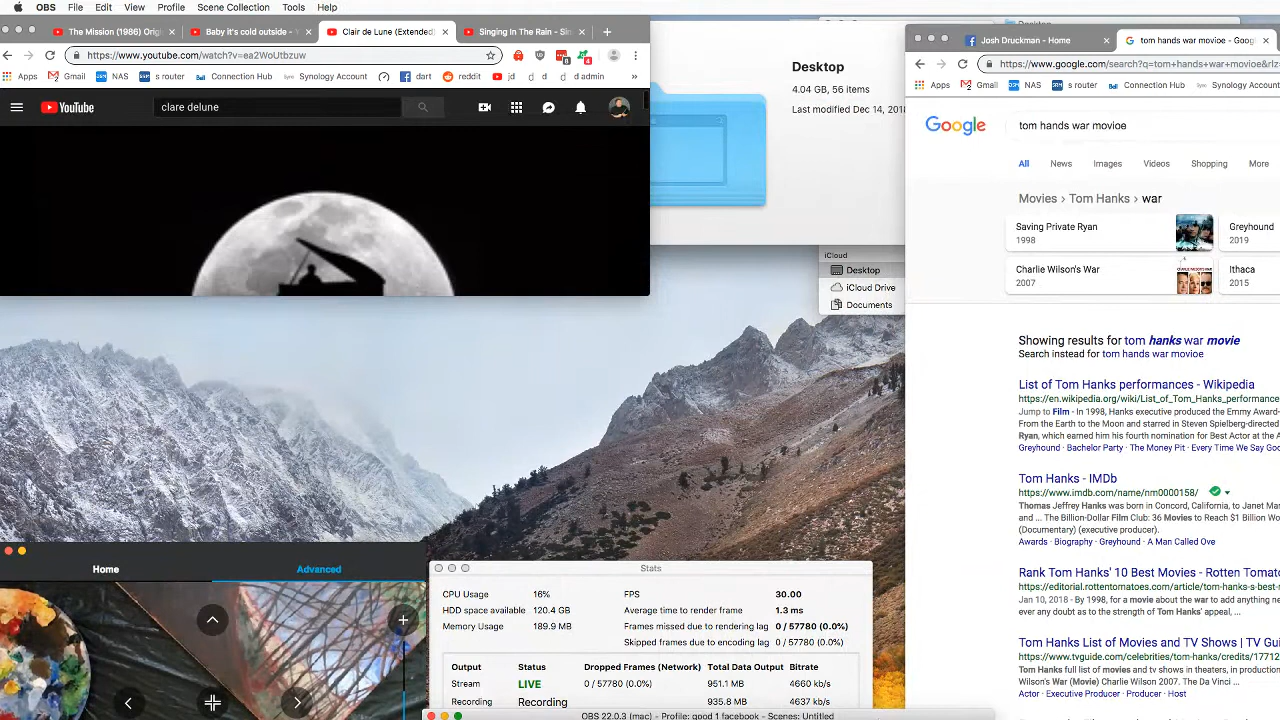 OBS File Edit View Profile Scene Collection Tools Help
The Mission (1986) Orig
Baby it's cold outside -
Clair de Lune (Extended)
Singing In The Rain - Sin
https://www.youtube.com/watch?v=ea2WoUtbzuw
Apps Gmail NAS s router Connection Hub Synology Account dart reddit jd d d d admin
YouTube
clare delune
Desktop
4.04 GB, 56 items
Last modified Dec 14, 2018
iCloud
Desktop
iCloud Drive
Documents
Josh Druckman - Home
tom hands war movioe - Goog
https://www.google.com/search?q=tom+hands+war+movioe&rlz=
Apps Gmail NAS s router Connection Hub Synology Account
Google
tom hands war movioe
All News Images Videos Shopping More
Movies > Tom Hanks > war
Saving Private Ryan
1998
Greyhound
2019
Charlie Wilson's War
2007
Ithaca
2015
Showing results for tom hanks war movie
Search instead for tom hands war movioe
List of Tom Hanks performances - Wikipedia
https://en.wikipedia.org/wiki/List_of_Tom_Hanks_performance
Jump to Film - In 1998, Hanks executive produced the Emmy Award-
From the Earth to the Moon and starred in Steven Spielberg-directed
Ryan, which earned him his fourth nomination for Best Actor at the
Greyhound · Bachelor Party · The Money Pit · Every Time We Say Goo
Tom Hanks - IMDb
https://www.imdb.com/name/nm0000158/
Thomas Jeffrey Hanks was born in Concord, California, to Janet Mar
and ... The Billion-Dollar Film Club: 36 Movies to Reach $1 Billion Wo
(Documentary) (executive producer).
Awards · Biography · Greyhound · A Man Called Ove
Rank Tom Hanks' 10 Best Movies - Rotten Tomato
https://editorial.rottentomatoes.com/article/tom-hanks-s-best-
Jan 10, 2018 - By 1998, for a movie about the war to add anything ne
ever any doubt as to the strength of Tom Hanks' appeal, ...
Tom Hanks List of Movies and TV Shows | TV Gui
https://www.tvguide.com/celebrities/tom-hanks/credits/17712
Tom Hanks full list of movies and tv shows in theaters, in production
Wilson's War (Movie) Charlie Wilson. 2007. The Da Vinci ...
Actor · Executive Producer · Producer · Host
Home Advanced
Stats
CPU Usage 16% FPS 30.00
HDD space available 120.4 GB Average time to render frame 1.3 ms
Memory Usage 189.9 MB Frames missed due to rendering lag 0 / 57780 (0.0%)
Skipped frames due to encoding lag 0 / 57780 (0.0%)
Output Status Dropped Frames (Network) Total Data Output Bitrate
Stream LIVE 0 / 57780 (0.0%) 951.1 MB 4660 kb/s
Recording Recording 935.8 MB 4637 kb/s
OBS 22.0.3 (mac) - Profile: good 1 facebook - Scenes: Untitled